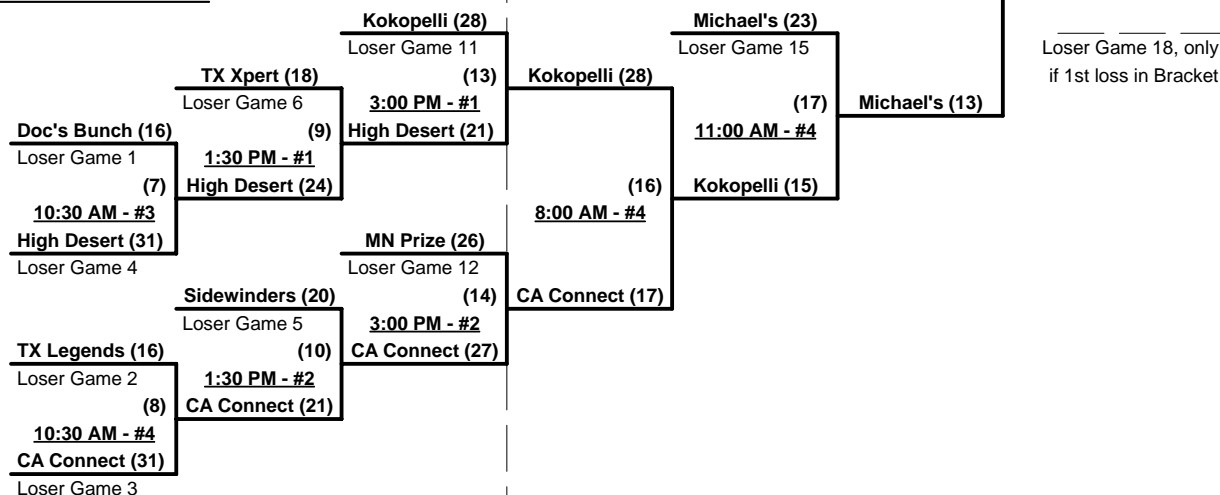 Kokopelli (28)
Michael's (23)
Loser Game 11
Loser Game 15
Loser Game 18, only
TX Xpert (18)
(13)
Kokopelli (28)
if 1st loss in Bracket
Loser Game 6
3:00 PM - #1
(17)
Michael's (13)
Doc's Bunch (16)
(9)
High Desert (21)
11:00 AM - #4
Loser Game 1
1:30 PM - #1
(7)
High Desert (24)
(16)
Kokopelli (15)
10:30 AM - #3
8:00 AM - #4
High Desert (31)
MN Prize (26)
Loser Game 4
Loser Game 12
Sidewinders (20)
(14)
CA Connect (17)
Loser Game 5
3:00 PM - #2
TX Legends (16)
(10)
CA Connect (27)
Loser Game 2
1:30 PM - #2
(8)
CA Connect (21)
10:30 AM - #4
CA Connect (31)
Loser Game 3